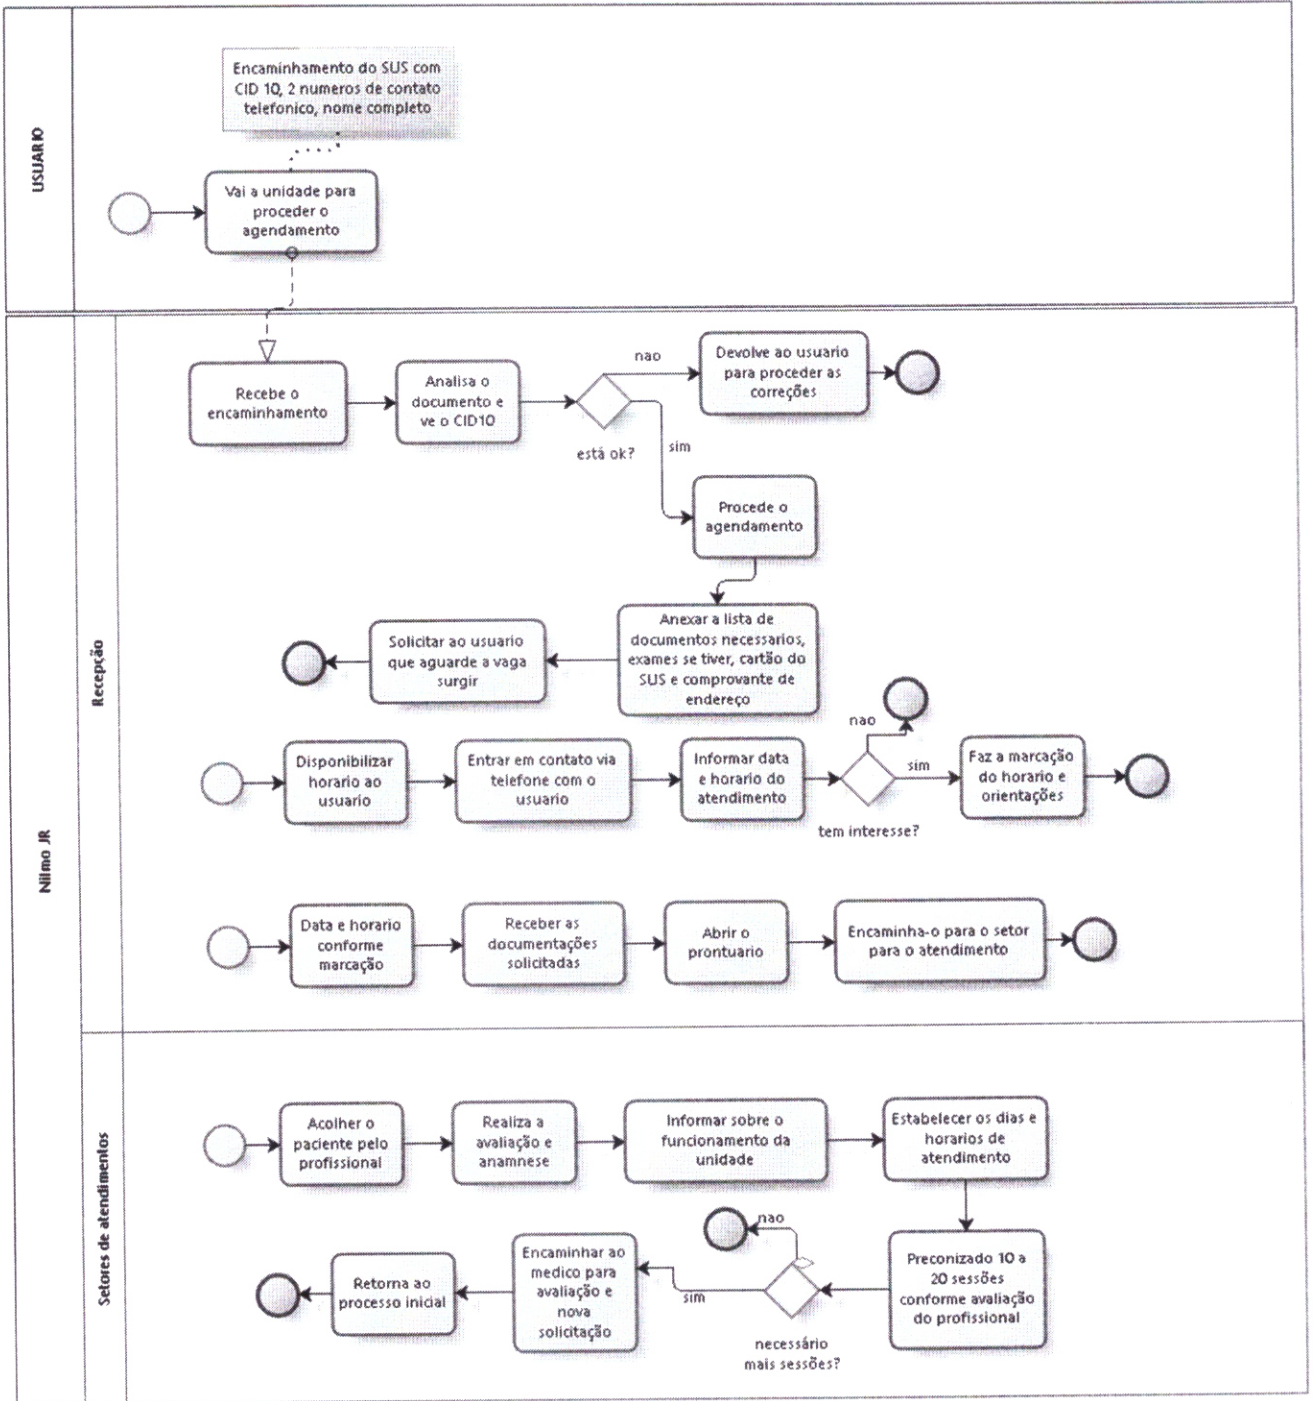 USUARIO
Encaminhamento do SUS com
CID 10, 2 numeros de contato
telefonico, nome completo
Vai a unidade para
proceder o
agendamento
Nilmo JR
Recepção
Recebe o
encaminhamento
Analisa o
documento e
ve o CID10
está ok?
nao
Devolve ao usuario
para proceder as
correções
sim
Procede o
agendamento
Anexar a lista de
documentos necessarios,
exames se tiver, cartão do
SUS e comprovante de
endereço
Solicitar ao usuario
que aguarde a vaga
surgir
Disponibilizar
horario ao
usuario
Entrar em contato via
telefone com o
usuario
Informar data
e horario do
atendimento
tem interesse?
nao
sim
Faz a marcação
do horario e
orientações
Data e horario
conforme
marcação
Receber as
documentações
solicitadas
Abrir o
prontuario
Encaminha-o para o setor
para o atendimento
Setores de atendimentos
Acolher o
paciente pelo
profissional
Realiza a
avaliação e
anamnese
Informar sobre o
funcionamento da
unidade
Estabelecer os dias e
horarios de
atendimento
Preconizado 10 a
20 sessões
conforme avaliação
do profissional
necessário
mais sessões?
nao
sim
Encaminhar ao
medico para
avaliação e
nova
solicitação
Retorna ao
processo inicial